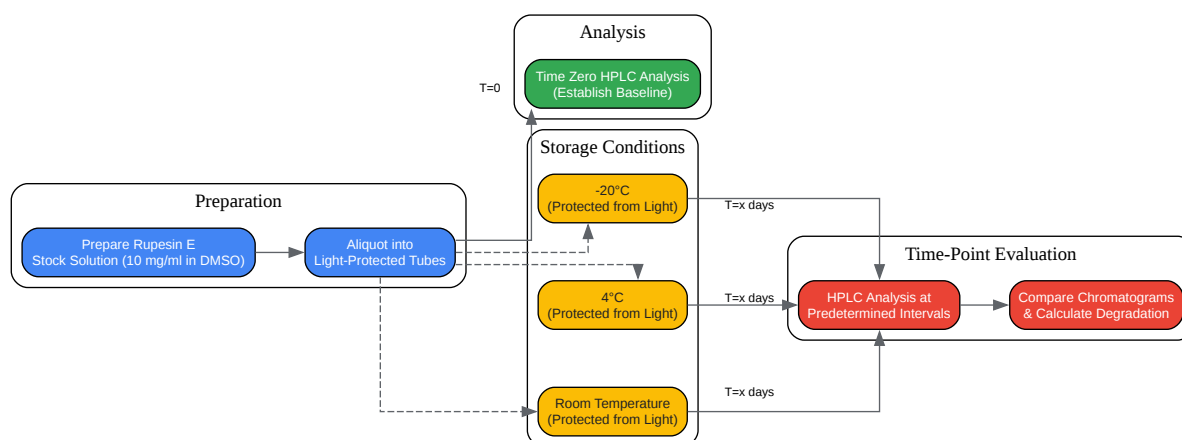 Analysis
Time Zero HPLC Analysis
(Establish Baseline)
T=0
Storage Conditions
-20°C
(Protected from Light)
T=x days
Preparation
Prepare Rupesin E
Stock Solution (10 mg/ml in DMSO)
Aliquot into
Light-Protected Tubes
4°C
(Protected from Light)
T=x days
Time-Point Evaluation
HPLC Analysis at
Predetermined Intervals
Compare Chromatograms
& Calculate Degradation
Room Temperature
(Protected from Light)
T=x days